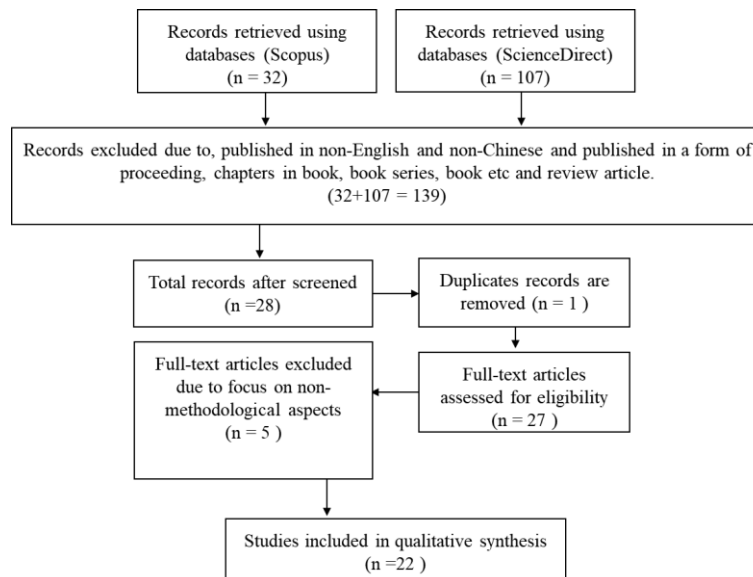 Records retrieved using
databases (Scopus)
(n = 32)
Records retrieved using
databases (ScienceDirect)
(n = 107)
Records excluded due to, published in non-English and non-Chinese and published in a form of
proceeding, chapters in book, book series, book etc and review article.
(32+107 = 139)
Total records after screened
(n =28)
Duplicates records are
removed (n = 1 )
Full-text articles excluded
due to focus on non-
methodological aspects
(n = 5 )
Full-text articles
assessed for eligibility
(n = 27 )
Studies included in qualitative synthesis
(n =22 )